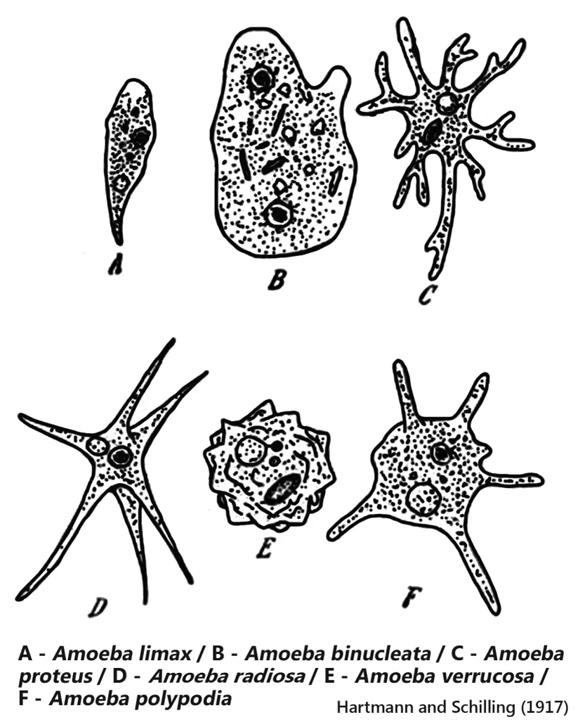 A
B
C
D
E
F
A - Amoeba limax / B - Amoeba binucleata / C - Amoeba
proteus / D - Amoeba radiosa / E - Amoeba verrucosa /
F - Amoeba polypodia
Hartmann and Schilling (1917)